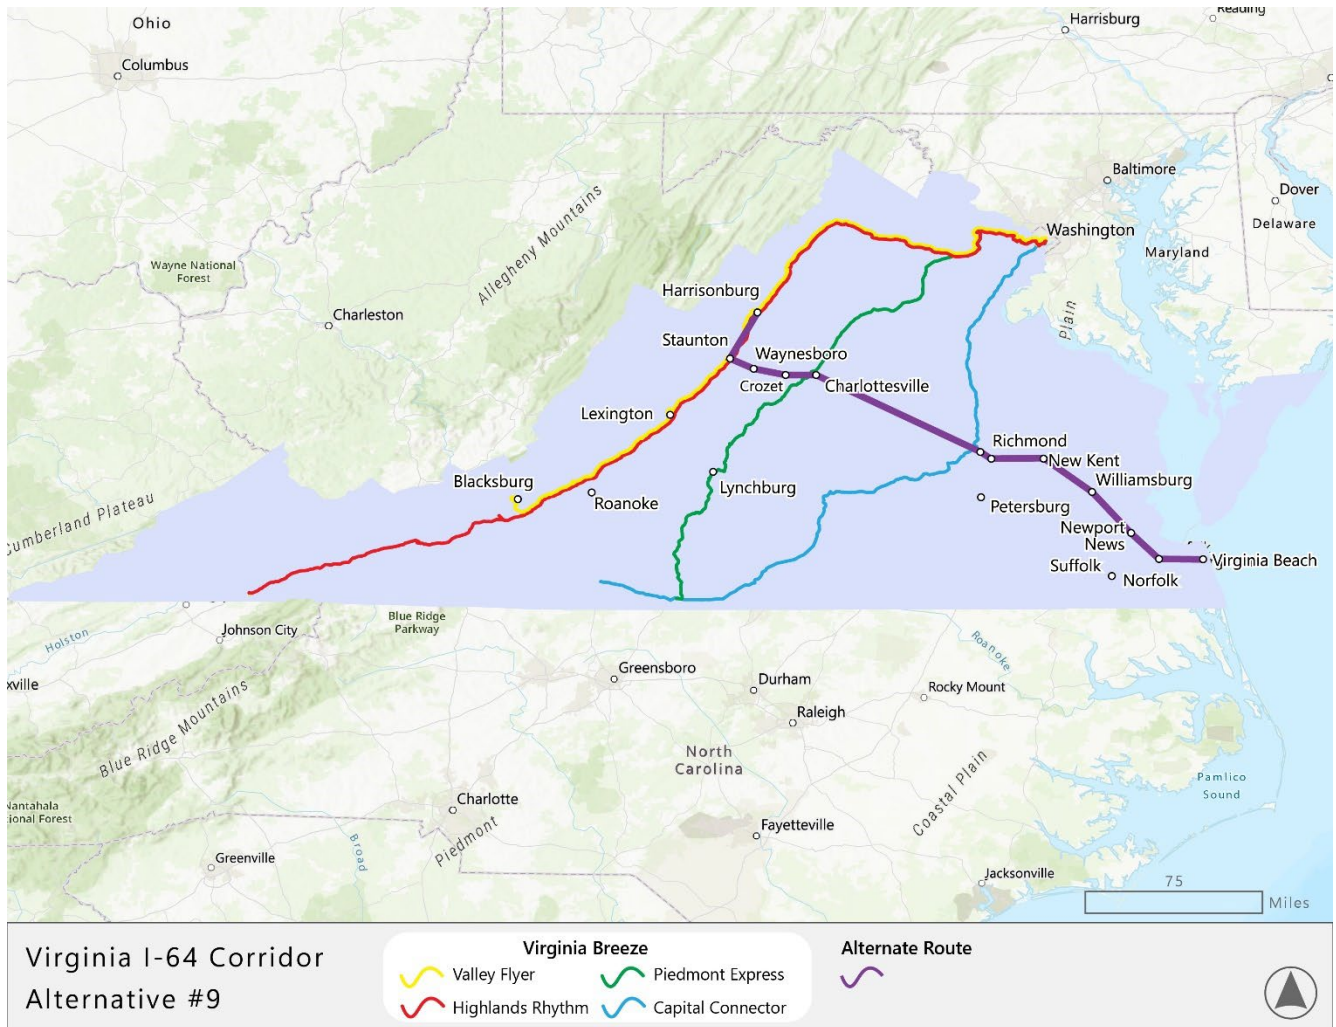 Ohio
Columbus
Harrisburg
Reading
Baltimore
Dover
Delaware
Washington
Maryland
Plain
Allegheny Mountains
Wayne National
Forest
Charleston
Harrisonburg
Staunton
Waynesboro
Crozet
Charlottesville
Lexington
Richmond
New Kent
Williamsburg
Blacksburg
Roanoke
Lynchburg
Petersburg
Newport
News
Virginia Beach
Suffolk
Norfolk
Cumberland Plateau
Blue Ridge
Parkway
Johnson City
Holston
Roanoke
xville
Greensboro
Durham
Rocky Mount
Raleigh
Blue Ridge Mountains
North
Carolina
Coastal Plain
Pamlico
Sound
Nantahala
ional Forest
Charlotte
Piedmont
Fayetteville
Broad
Greenville
Jacksonville
75
Miles
Virginia I-64 Corridor
Alternative #9
Virginia Breeze
Valley Flyer
Piedmont Express
Highlands Rhythm
Capital Connector
Alternate Route